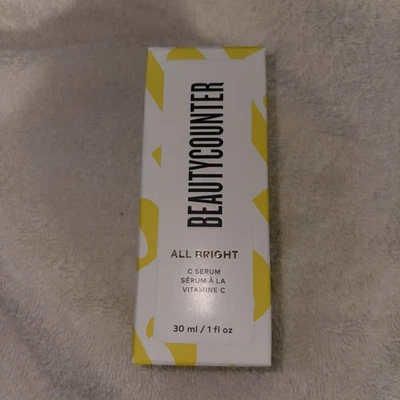 BEAUTYCOUNTER
ALL BRIGHT
C SERUM
SÉRUM À LA
VITAMINE C
30 ml / 1 fl oz